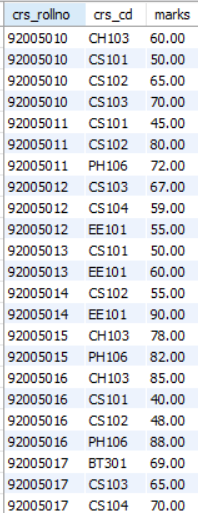 crs_rollno crs_cd marks
92005010 CH103 60.00
92005010 CS101 50.00
92005010 CS102 65.00
92005010 CS103 70.00
92005011 CS101 45.00
92005011 CS102 80.00
92005011 PH106 72.00
92005012 CS103 67.00
92005012 CS104 59.00
92005012 EE101 55.00
92005013 CS101 50.00
92005013 EE101 60.00
92005014 CS102 55.00
92005014 EE101 90.00
92005015 CH103 78.00
92005015 PH106 82.00
92005016 CH103 85.00
92005016 CS101 40.00
92005016 CS102 48.00
92005016 PH106 88.00
92005017 BT301 69.00
92005017 CS103 65.00
92005017 CS104 70.00